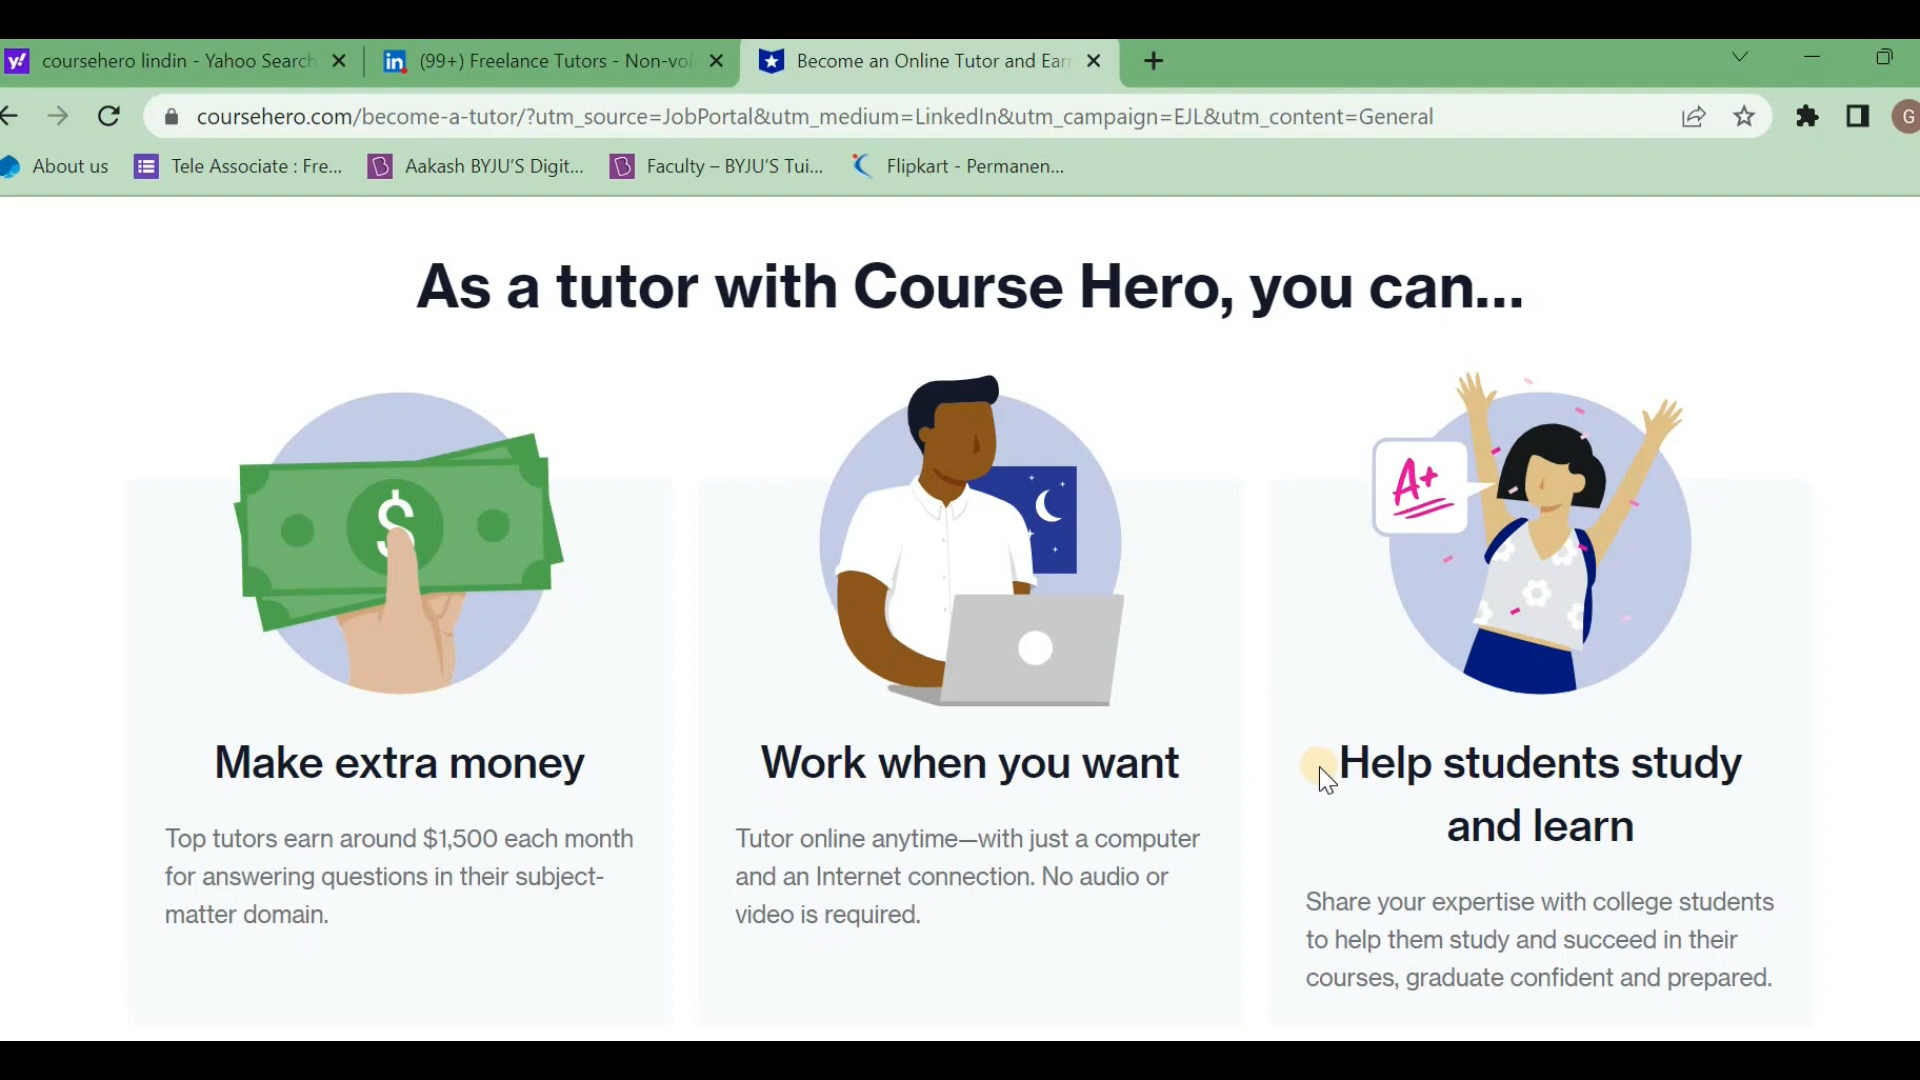 coursehero lindin - Yahoo Search
(99+) Freelance Tutors - Non-voi
Become an Online Tutor and Earn
coursehero.com/become-a-tutor/?utm_source=JobPortal&utm_medium=LinkedIn&utm_campaign=EJL&utm_content=General
G
About us
Tele Associate : Fre...
Aakash BYJU'S Digit...
Faculty – BYJU'S Tui...
Flipkart - Permanen...
As a tutor with Course Hero, you can...
$
A+
Make extra money
Top tutors earn around $1,500 each month
for answering questions in their subject-
matter domain.
Work when you want
Tutor online anytime—with just a computer
and an Internet connection. No audio or
video is required.
Help students study
and learn
Share your expertise with college students
to help them study and succeed in their
courses, graduate confident and prepared.